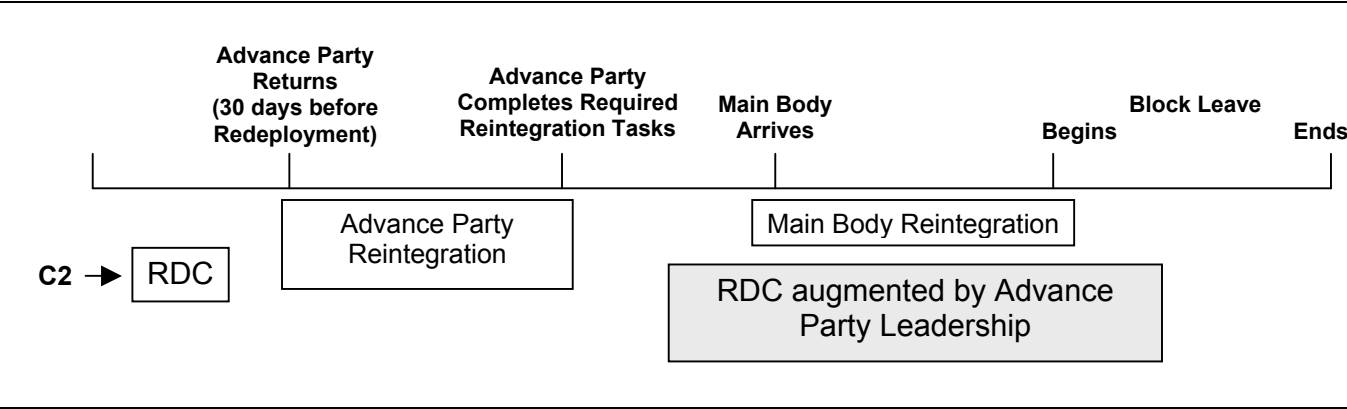 Advance Party
Returns
(30 days before
Redeployment)
Advance Party
Completes Required
Reintegration Tasks
Main Body
Arrives
Block Leave
Begins
Ends
Advance Party
Reintegration
Main Body Reintegration
C2
RDC
RDC augmented by Advance
Party Leadership